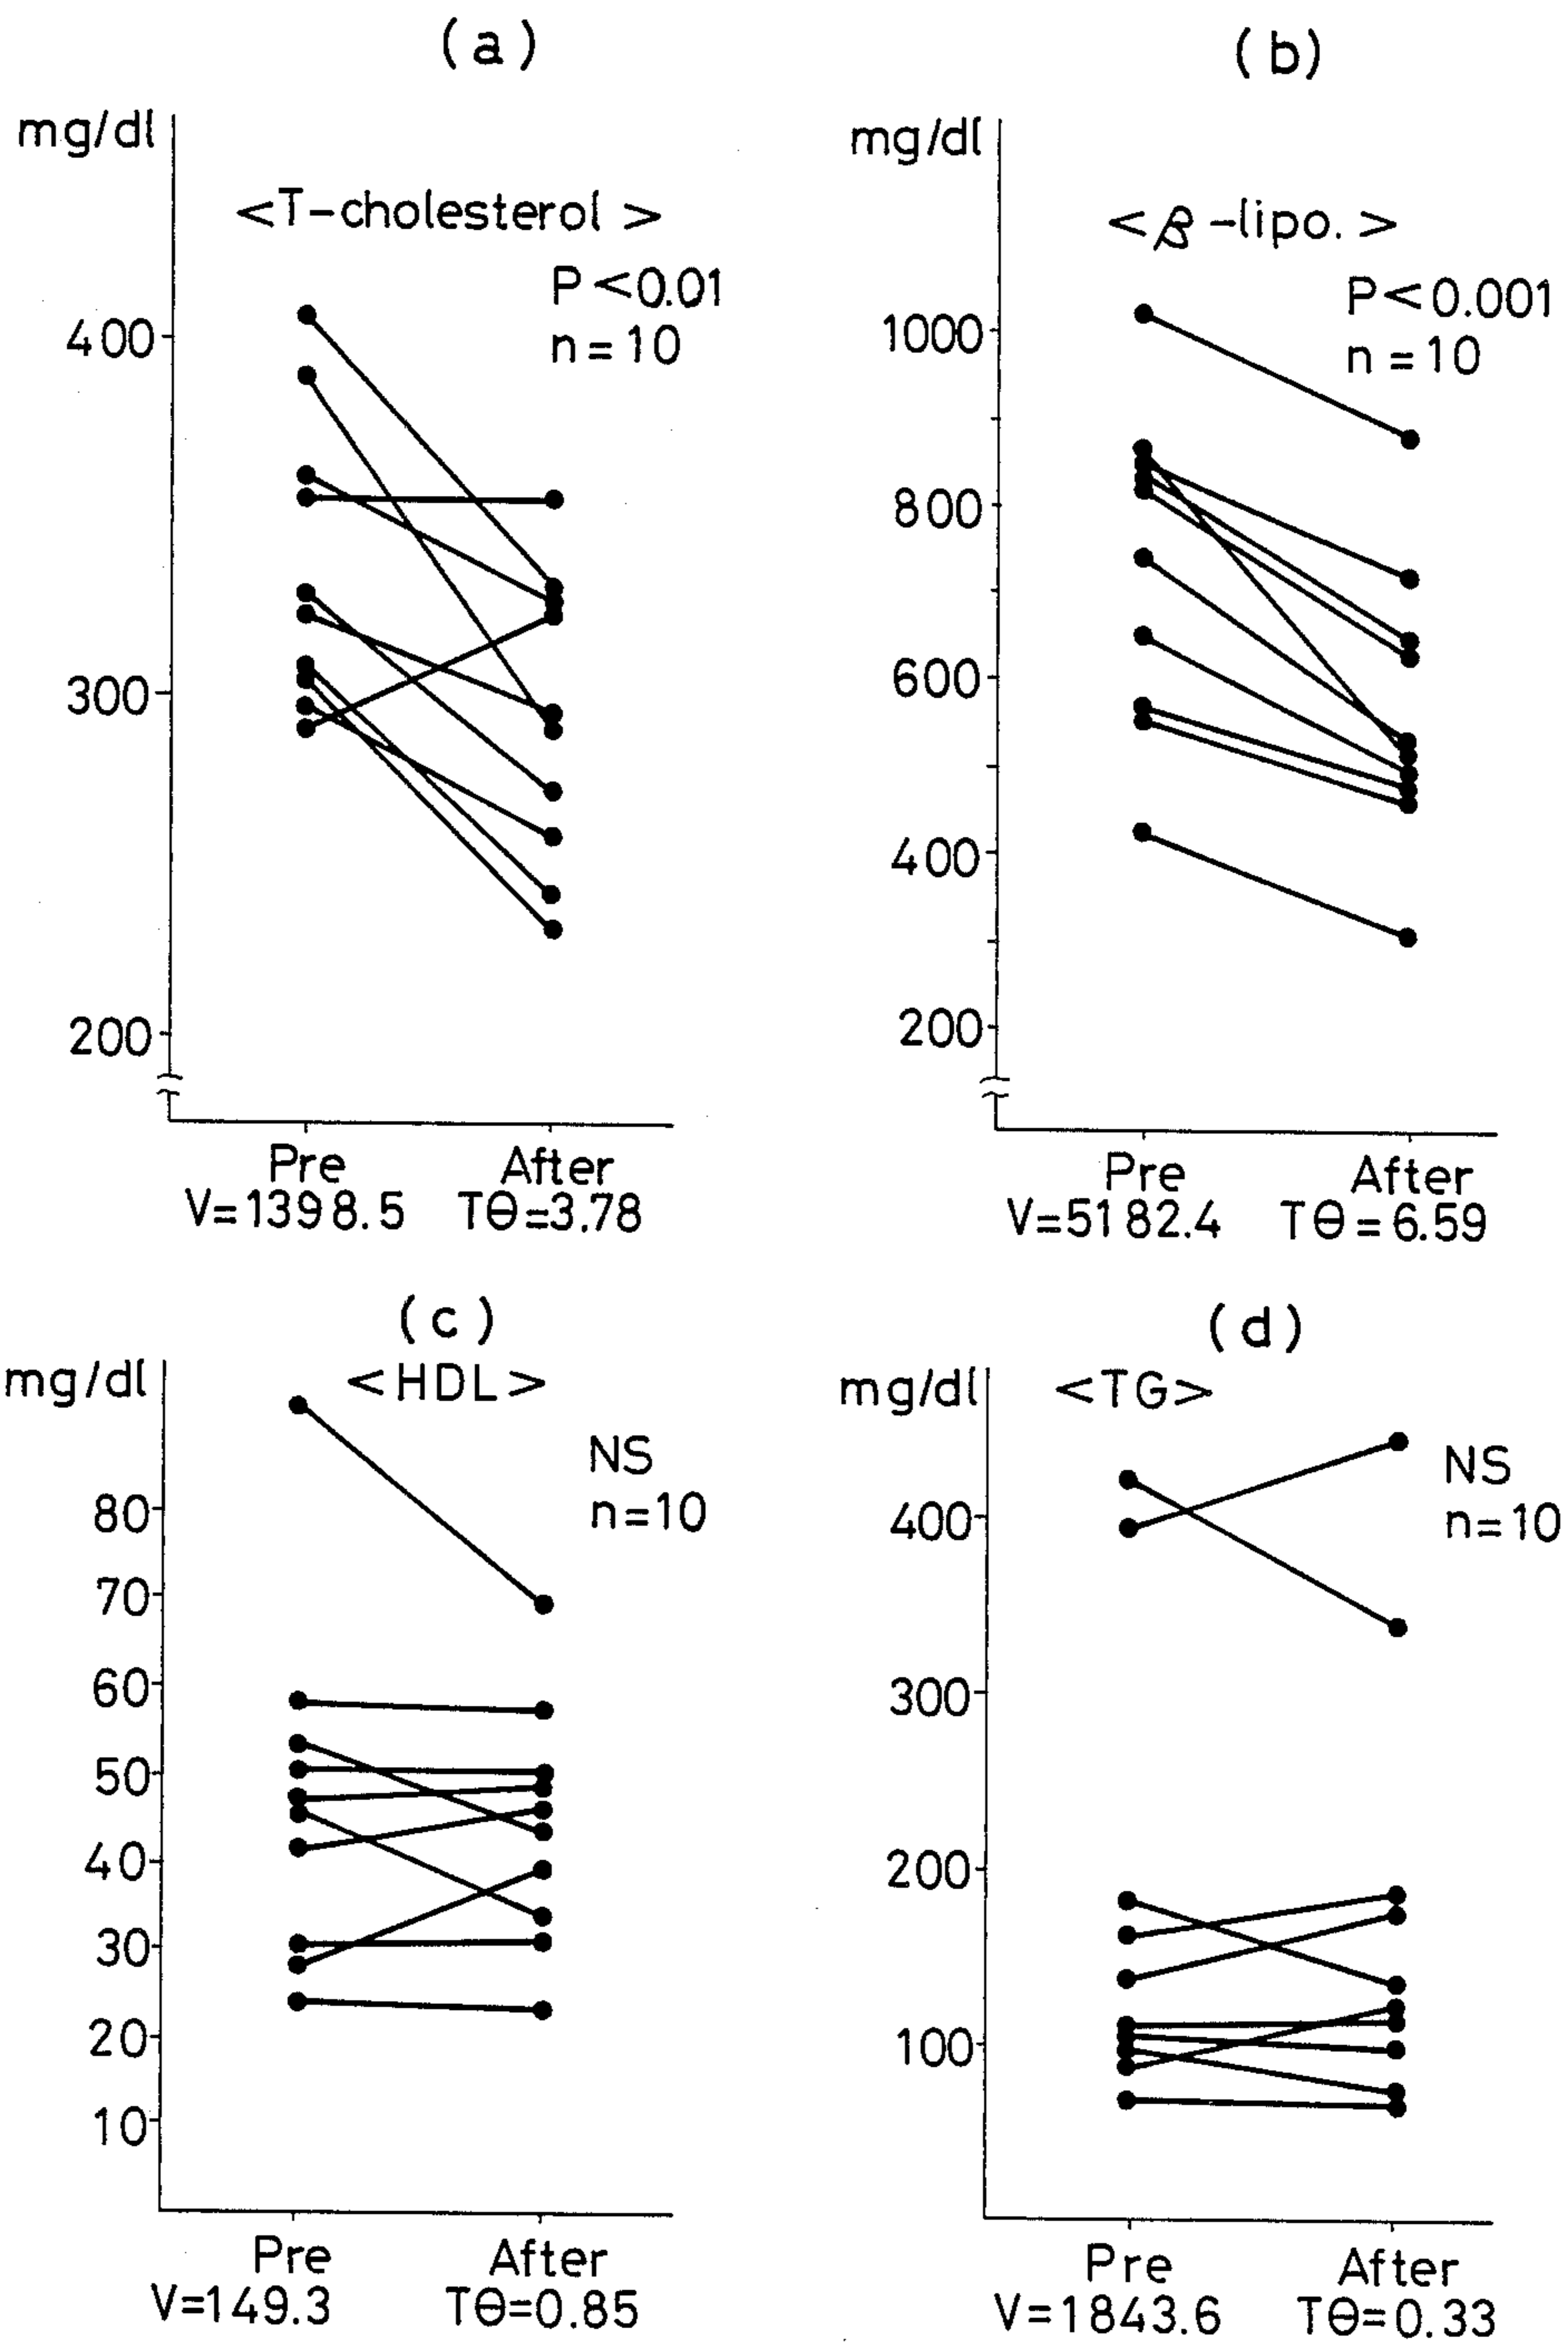 (a)
mg/dl
<T-cholesterol>
P<0.01
n=10
400
300
200
Pre After
V=1398.5 Tθ=3.78
(b)
mg/dl
<β-lipo.>
P<0.001
n=10
1000
800
600
400
200
Pre After
V=5182.4 Tθ=6.59
(c)
mg/dl <HDL>
NS
n=10
80
70
60
50
40
30
20
10
Pre After
V=149.3 Tθ=0.85
(d)
mg/dl <TG>
NS
n=10
400
300
200
100
Pre After
V=1843.6 Tθ=0.33